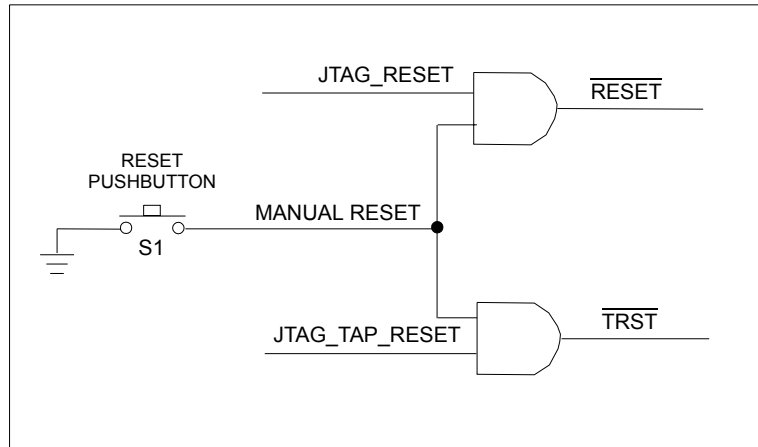 JTAG_RESET
RESET
RESET
PUSHBUTTON
MANUAL RESET
S1
JTAG_TAP_RESET
TRST